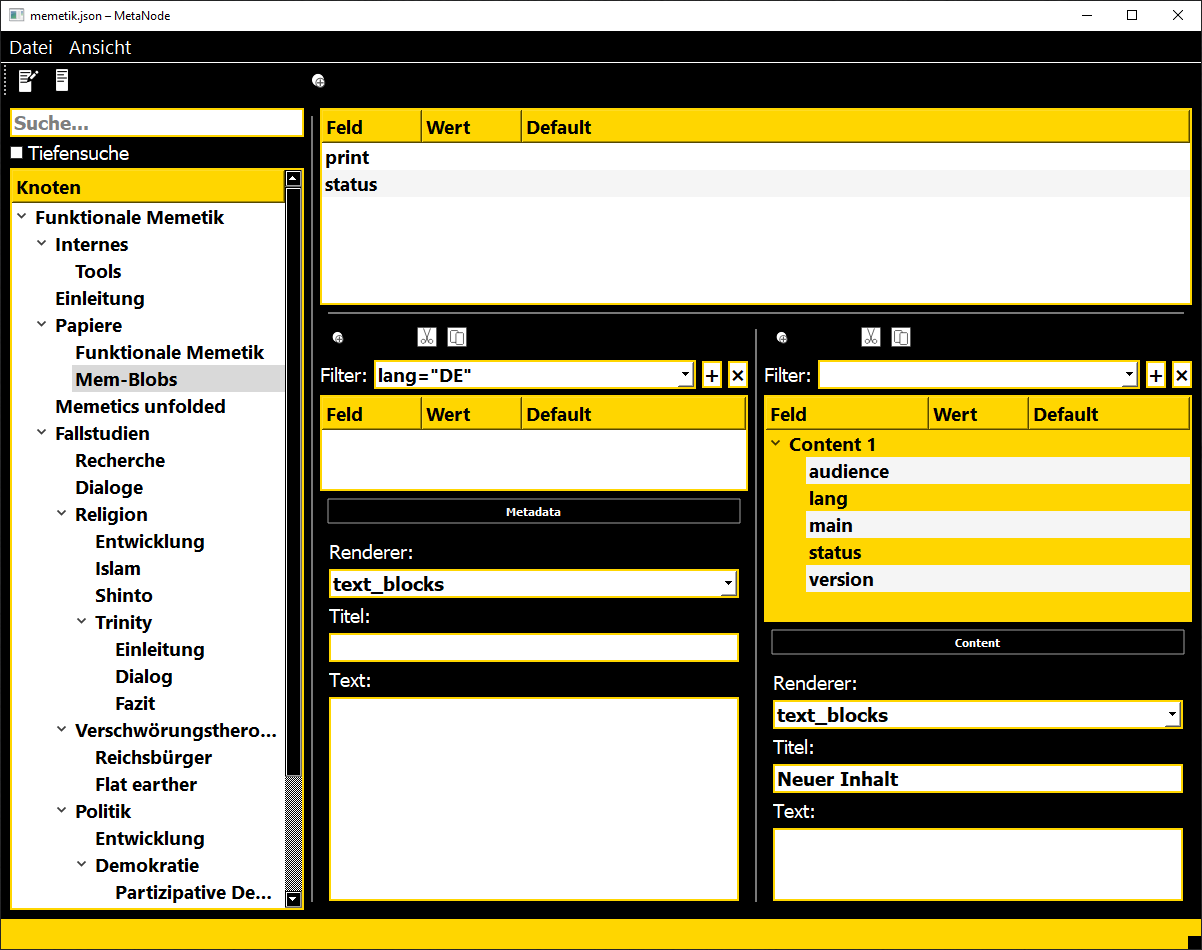 memetik.json – MetaNode
Datei Ansicht
Suche...
Tiefensuche
Knoten
Funktionale Memetik
Internes
Tools
Einleitung
Papiere
Funktionale Memetik
Mem-Blobs
Memetics unfolded
Fallstudien
Recherche
Dialoge
Religion
Entwicklung
Islam
Shinto
Trinity
Einleitung
Dialog
Fazit
Verschwörungsthero...
Reichsbürger
Flat earther
Politik
Entwicklung
Demokratie
Partizipative De...
Feld Wert Default
print
status
Filter: lang="DE" + ×
Feld Wert Default
Metadata
Renderer:
text_blocks
Titel:
Text:
Filter: + ×
Feld Wert Default
Content 1
audience
lang
main
status
version
Content
Renderer:
text_blocks
Titel:
Neuer Inhalt
Text: